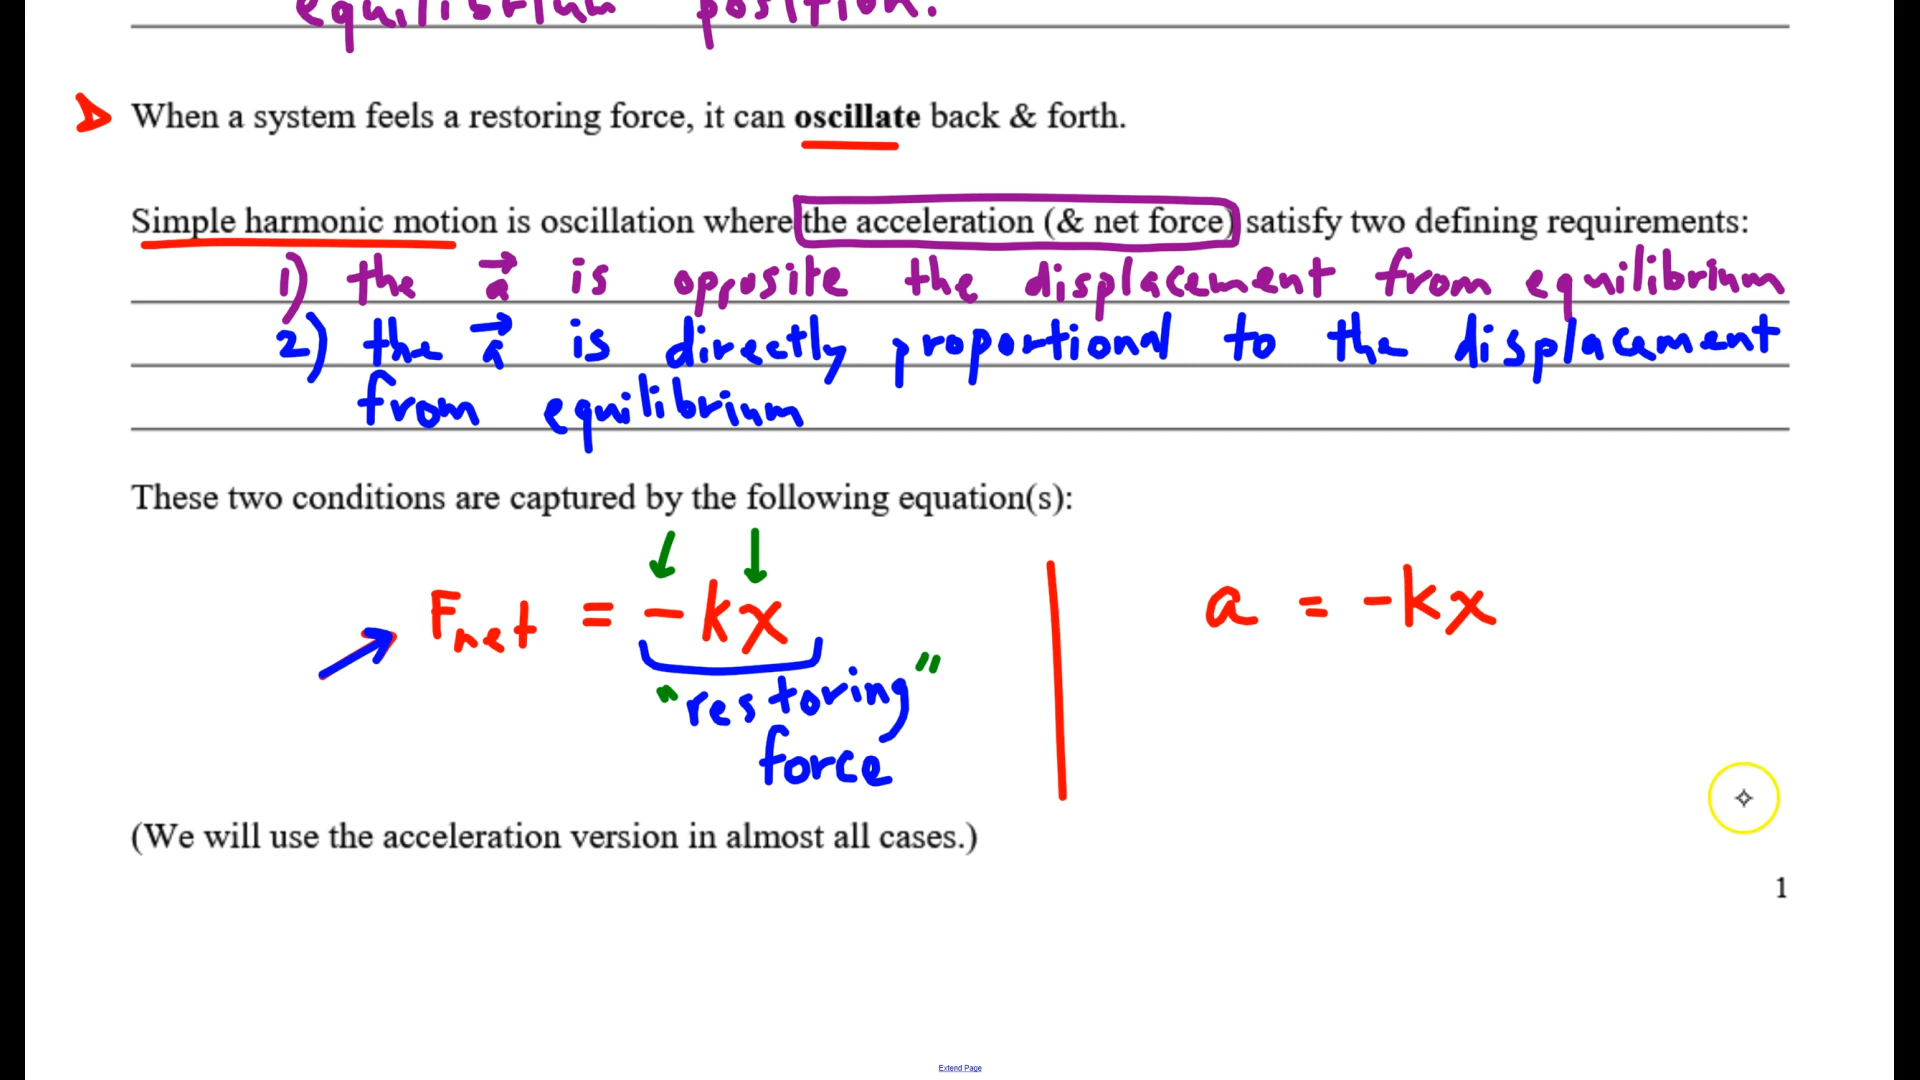 equilibrium position.
When a system feels a restoring force, it can oscillate back & forth.
Simple harmonic motion is oscillation where the acceleration (& net force) satisfy two defining requirements:
1) the a⃗ is opposite the displacement from equilibrium
2) the a⃗ is directly proportional to the displacement
from equilibrium
These two conditions are captured by the following equation(s):
Fnet = -kx
a = -kx
"restoring"
force
(We will use the acceleration version in almost all cases.)
1
Extend Page